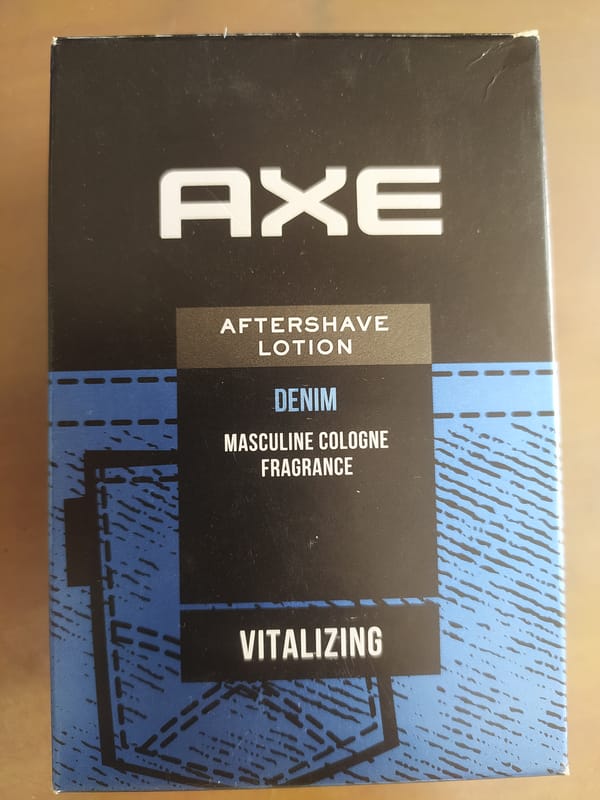 AXE
AFTERSHAVE
LOTION
DENIM
MASCULINE COLOGNE
FRAGRANCE
VITALIZING